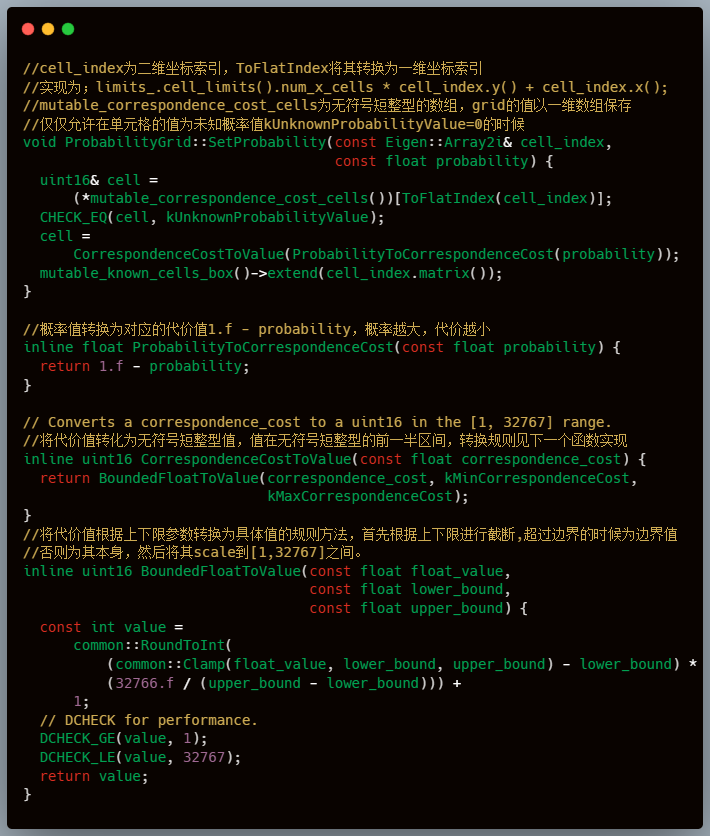 //cell_index为二维坐标索引，ToFlatIndex将其转换为一维坐标索引
//实现为；limits_.cell_limits().num_x_cells * cell_index.y() + cell_index.x();
//mutable_correspondence_cost_cells为无符号短整型的数组，grid的值以一维数组保存
//仅仅允许在单元格的值为未知概率值kUnknownProbabilityValue=0的时候
void ProbabilityGrid::SetProbability(const Eigen::Array2i& cell_index,
                                     const float probability) {
  uint16& cell =
      (*mutable_correspondence_cost_cells())[ToFlatIndex(cell_index)];
  CHECK_EQ(cell, kUnknownProbabilityValue);
  cell =
      CorrespondenceCostToValue(ProbabilityToCorrespondenceCost(probability));
  mutable_known_cells_box()->extend(cell_index.matrix());
}
//概率值转换为对应的代价值1.f - probability，概率越大，代价越小
inline float ProbabilityToCorrespondenceCost(const float probability) {
  return 1.f - probability;
}
// Converts a correspondence_cost to a uint16 in the [1, 32767] range.
//将代价值转化为无符号短整型值，值在无符号短整型的前一半区间，转换规则见下一个函数实现
inline uint16 CorrespondenceCostToValue(const float correspondence_cost) {
  return BoundedFloatToValue(correspondence_cost, kMinCorrespondenceCost,
                             kMaxCorrespondenceCost);
}
//将代价值根据上下限参数转换为具体值的规则方法，首先根据上下限进行截断,超过边界的时候为边界值
//否则为其本身，然后将其scale到[1,32767]之间。
inline uint16 BoundedFloatToValue(const float float_value,
                                  const float lower_bound,
                                  const float upper_bound) {
  const int value =
      common::RoundToInt(
          (common::Clamp(float_value, lower_bound, upper_bound) - lower_bound) *
          (32766.f / (upper_bound - lower_bound))) +
      1;
  // DCHECK for performance.
  DCHECK_GE(value, 1);
  DCHECK_LE(value, 32767);
  return value;
}